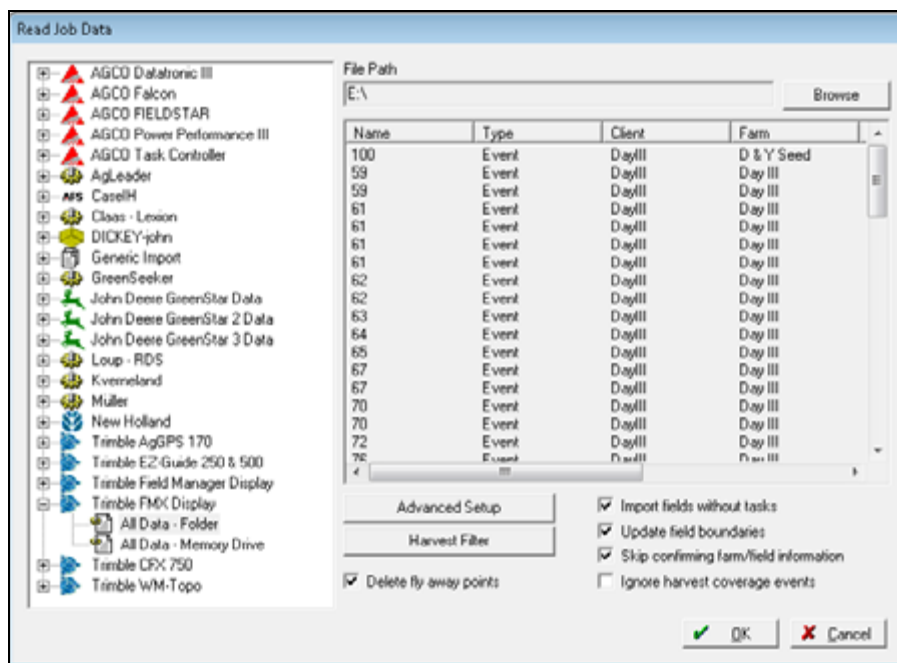 Read Job Data
AGCO Datatronic III
AGCO Falcon
AGCO FIELDSTAR
AGCO Power Performance III
AGCO Task Controller
AgLeader
AFS CaseIH
Claas - Lexion
DICKEY-john
Generic Import
GreenSeeker
John Deere GreenStar Data
John Deere GreenStar 2 Data
John Deere GreenStar 3 Data
Loup - RDS
Kverneland
Müller
New Holland
Trimble AgGPS 170
Trimble EZ-Guide 250 & 500
Trimble Field Manager Display
Trimble FMX Display
All Data - Folder
All Data - Memory Drive
Trimble CFX 750
Trimble WM-Topo
File Path
E:\
Browse
Name Type Client Farm
100 Event DayIII D & Y Seed
59 Event DayIII Day III
59 Event DayIII Day III
61 Event DayIII Day III
61 Event DayIII Day III
61 Event DayIII Day III
61 Event DayIII Day III
62 Event DayIII Day III
62 Event DayIII Day III
63 Event DayIII Day III
64 Event DayIII Day III
65 Event DayIII Day III
67 Event DayIII Day III
67 Event DayIII Day III
70 Event DayIII Day III
70 Event DayIII Day III
72 Event DayIII Day III
Event DayIII Day III
Advanced Setup
Harvest Filter
Delete fly away points
Import fields without tasks
Update field boundaries
Skip confirming farm/field information
Ignore harvest coverage events
OK
Cancel